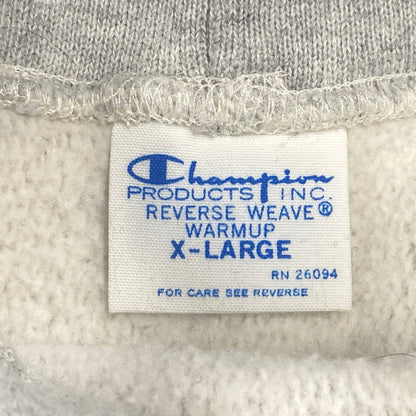 Champion
PRODUCTS INC.
REVERSE WEAVE®
WARMUP
X-LARGE
RN 26094
FOR CARE SEE REVERSE